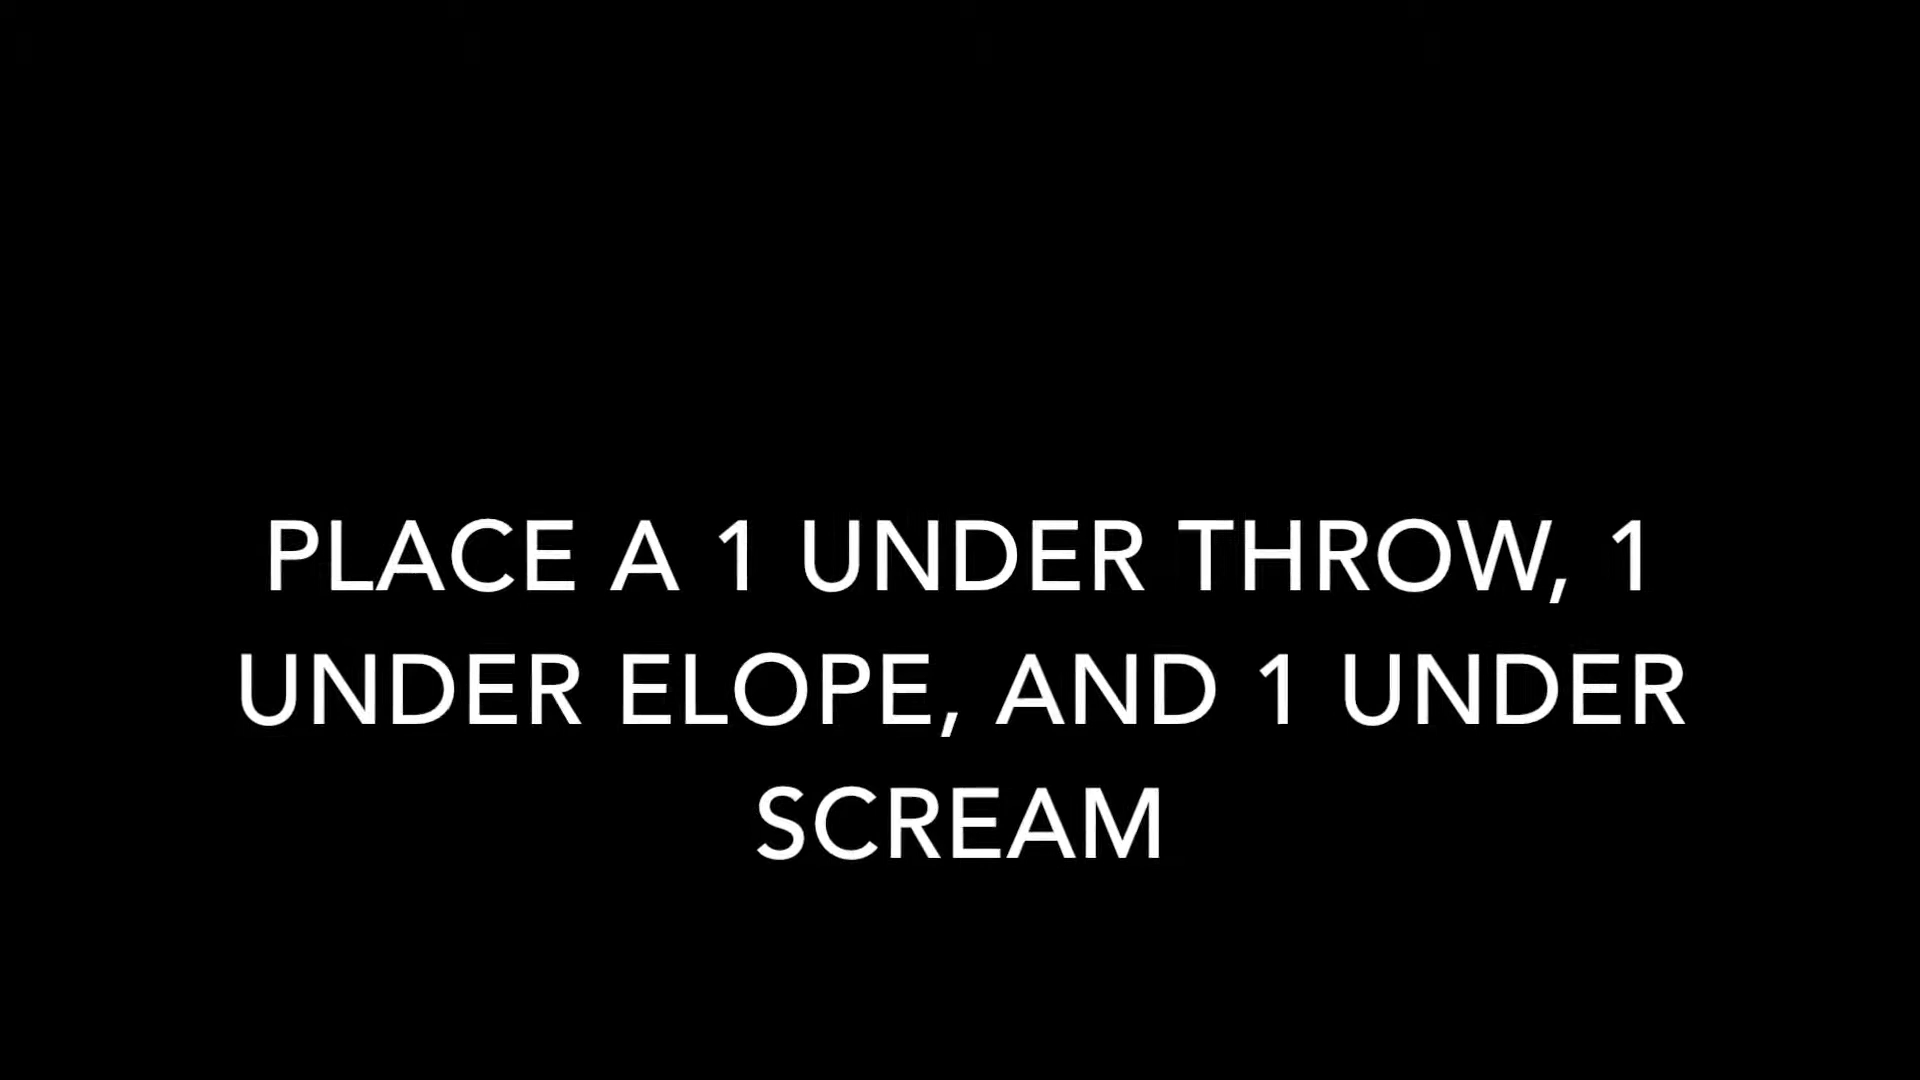 PLACE A 1 UNDER THROW, 1
UNDER ELOPE, AND 1 UNDER
SCREAM